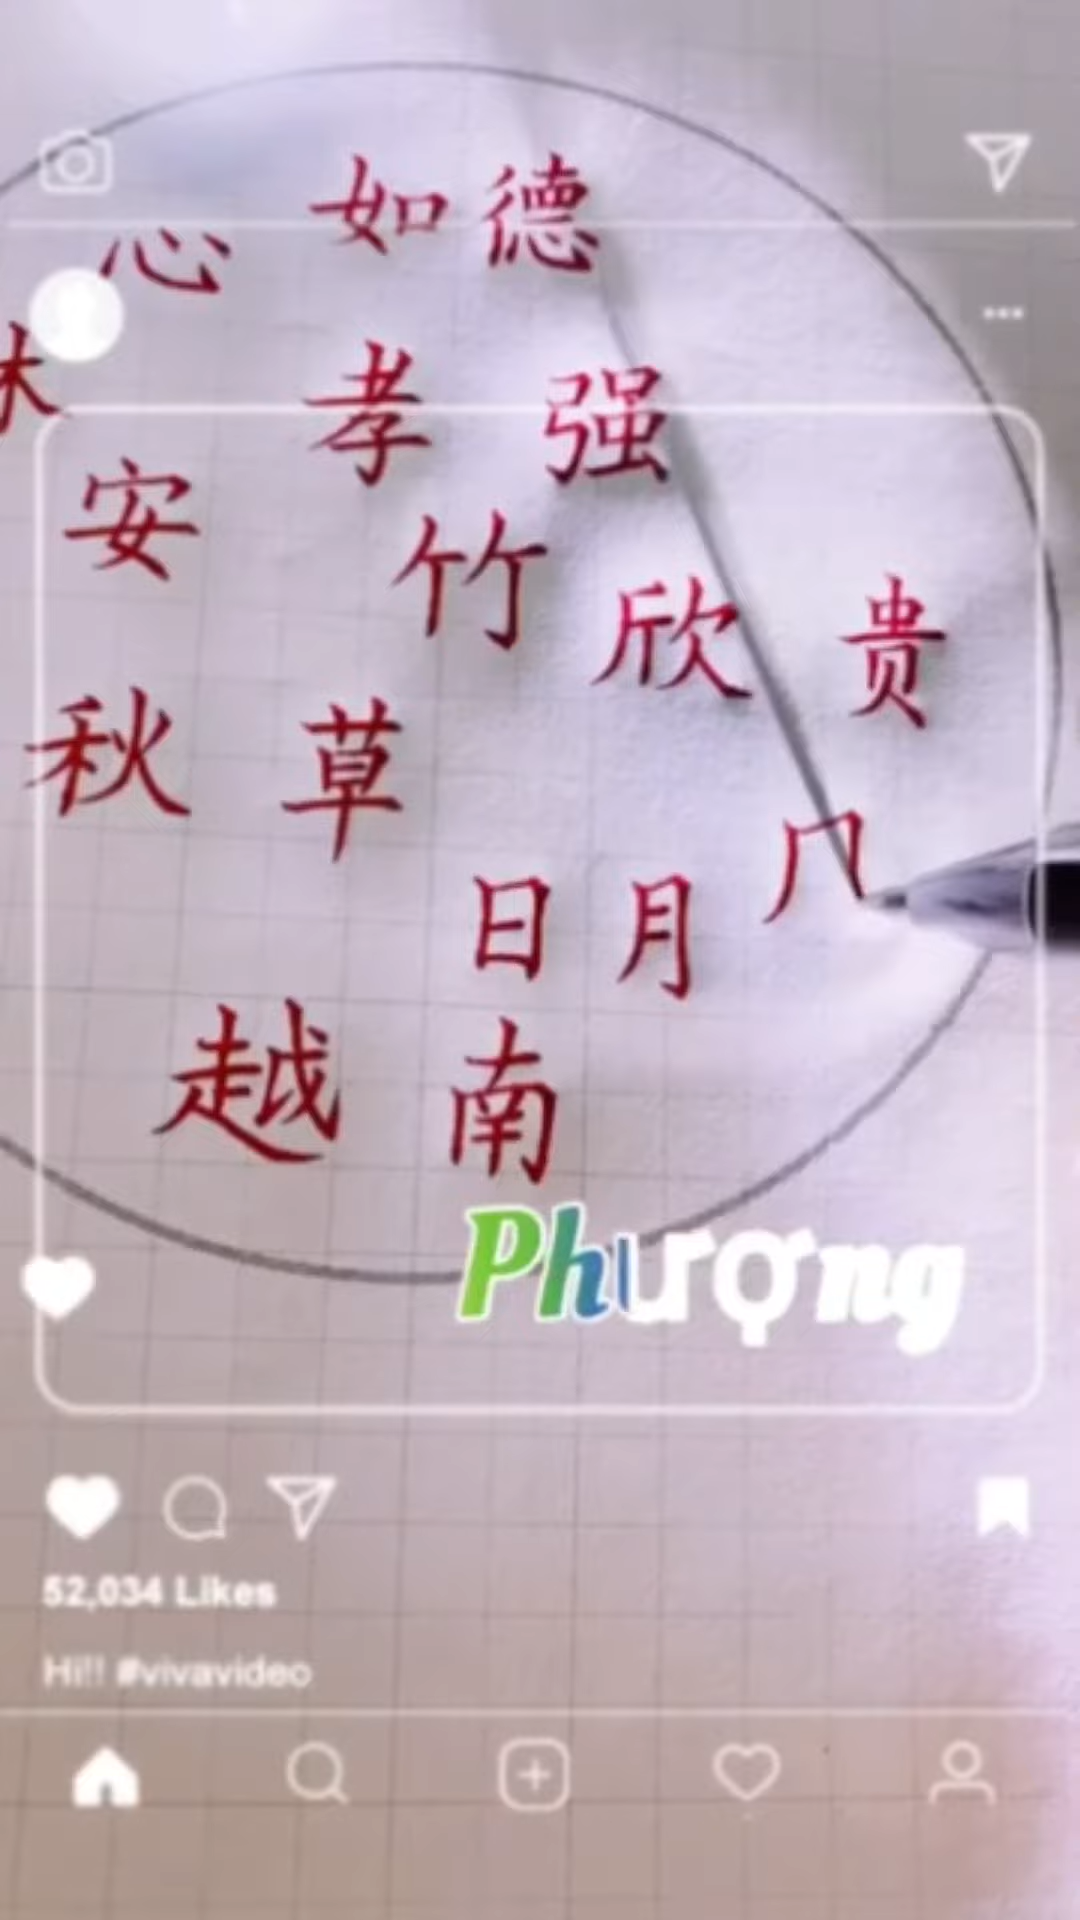 如 德
心
孝 强
安
竹
欣 贵
秋 草
日 月
越 南
Phượng
52,034 Likes
Hi!! #vivavideo